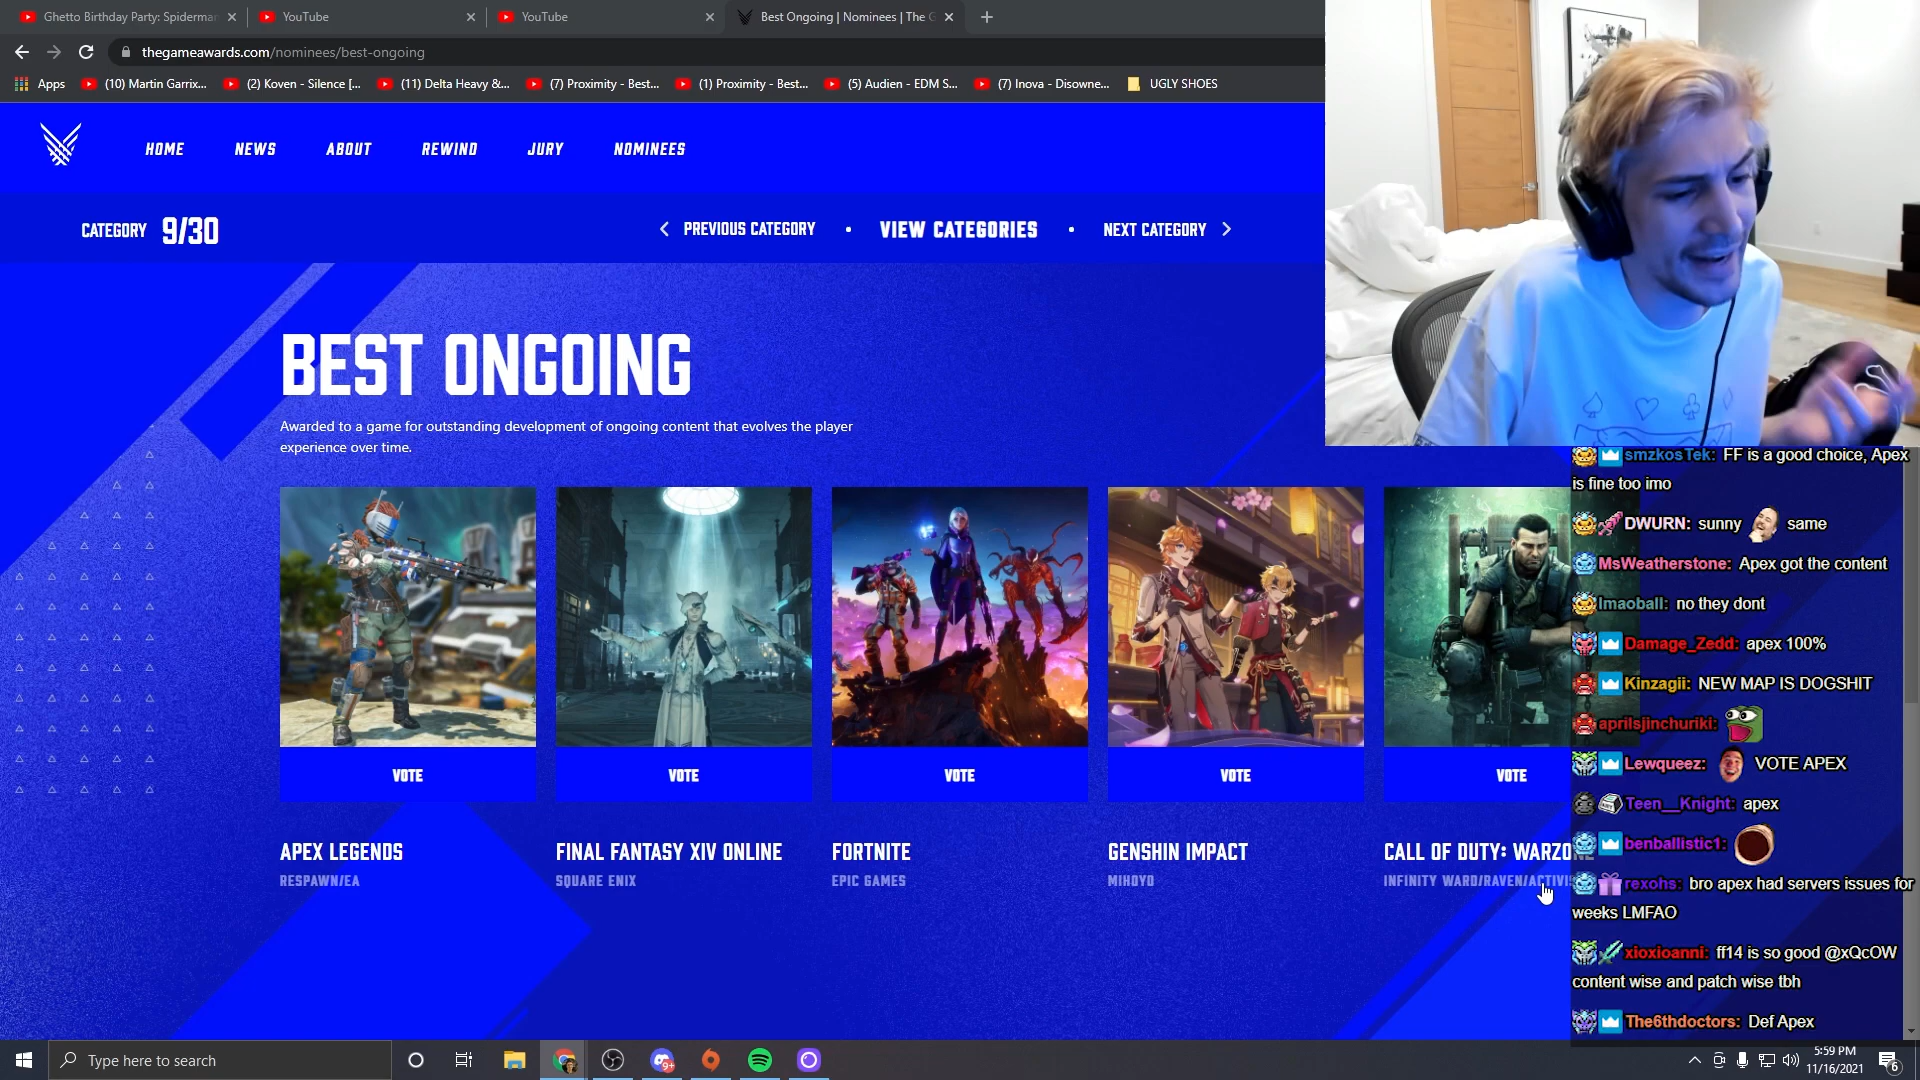 Ghetto Birthday Party: Spiderma
YouTube
YouTube
Best Ongoing | Nominees | The G
thegameawards.com/nominees/best-ongoing
Apps
(10) Martin Garrix...
(2) Koven - Silence [...
(11) Delta Heavy &...
(7) Proximity - Best...
(1) Proximity - Best...
(5) Audien - EDM S...
(7) Inova - Disowne...
UGLY SHOES
HOME NEWS ABOUT REWIND JURY NOMINEES
CATEGORY 9/30
PREVIOUS CATEGORY • VIEW CATEGORIES • NEXT CATEGORY
BEST ONGOING
Awarded to a game for outstanding development of ongoing content that evolves the player
experience over time.
VOTE VOTE VOTE VOTE VOTE
APEX LEGENDS
RESPAWN/EA
FINAL FANTASY XIV ONLINE
SQUARE ENIX
FORTNITE
EPIC GAMES
GENSHIN IMPACT
MIHOYO
CALL OF DUTY: WARZONE
INFINITY WARD/RAVEN/ACTIVIS
smzkosTek: FF is a good choice, Apex
is fine too imo
DWURN: sunny same
MsWeatherstone: Apex got the content
lmaoball: no they dont
Damage_Zedd: apex 100%
Kinzagii: NEW MAP IS DOGSHIT
aprilsjinchuriki:
Lewqueez: VOTE APEX
Teen__Knight: apex
benballistic1:
rexohs: bro apex had servers issues for
weeks LMFAO
xioxioanni: ff14 is so good @xQcOW
content wise and patch wise tbh
The6thdoctors: Def Apex
Type here to search
9+
5:59 PM
11/16/2021
6